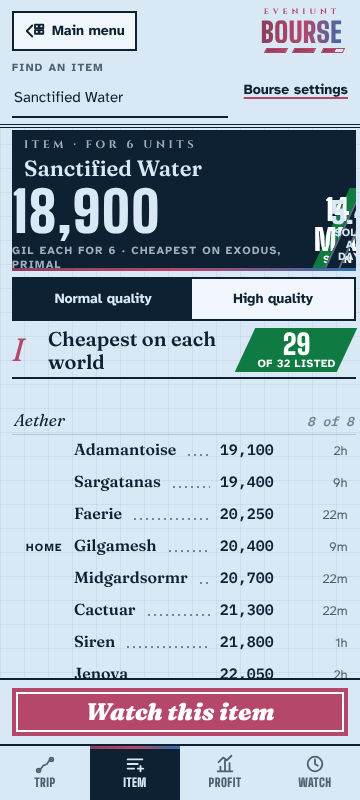 Main menu
EVENIUNT
BOURSE
FIND AN ITEM
Sanctified Water
Bourse settings
ITEM · FOR 6 UNITS
Sanctified Water
18,900
GIL EACH FOR 6 · CHEAPEST ON EXODUS,
PRIMAL
Normal quality
High quality
I
Cheapest on each
world
29
OF 32 LISTED
Aether
8 of 8
Adamantoise .... 19,100 2h
Sargatanas ...... 19,400 9h
Faerie ............ 20,250 22m
HOME Gilgamesh ....... 20,400 9m
Midgardsormr .. 20,700 22m
Cactuar .......... 21,300 22m
Siren .............. 21,800 1h
Jenova ........... 22,050 2h
Watch this item
TRIP
ITEM
PROFIT
WATCH